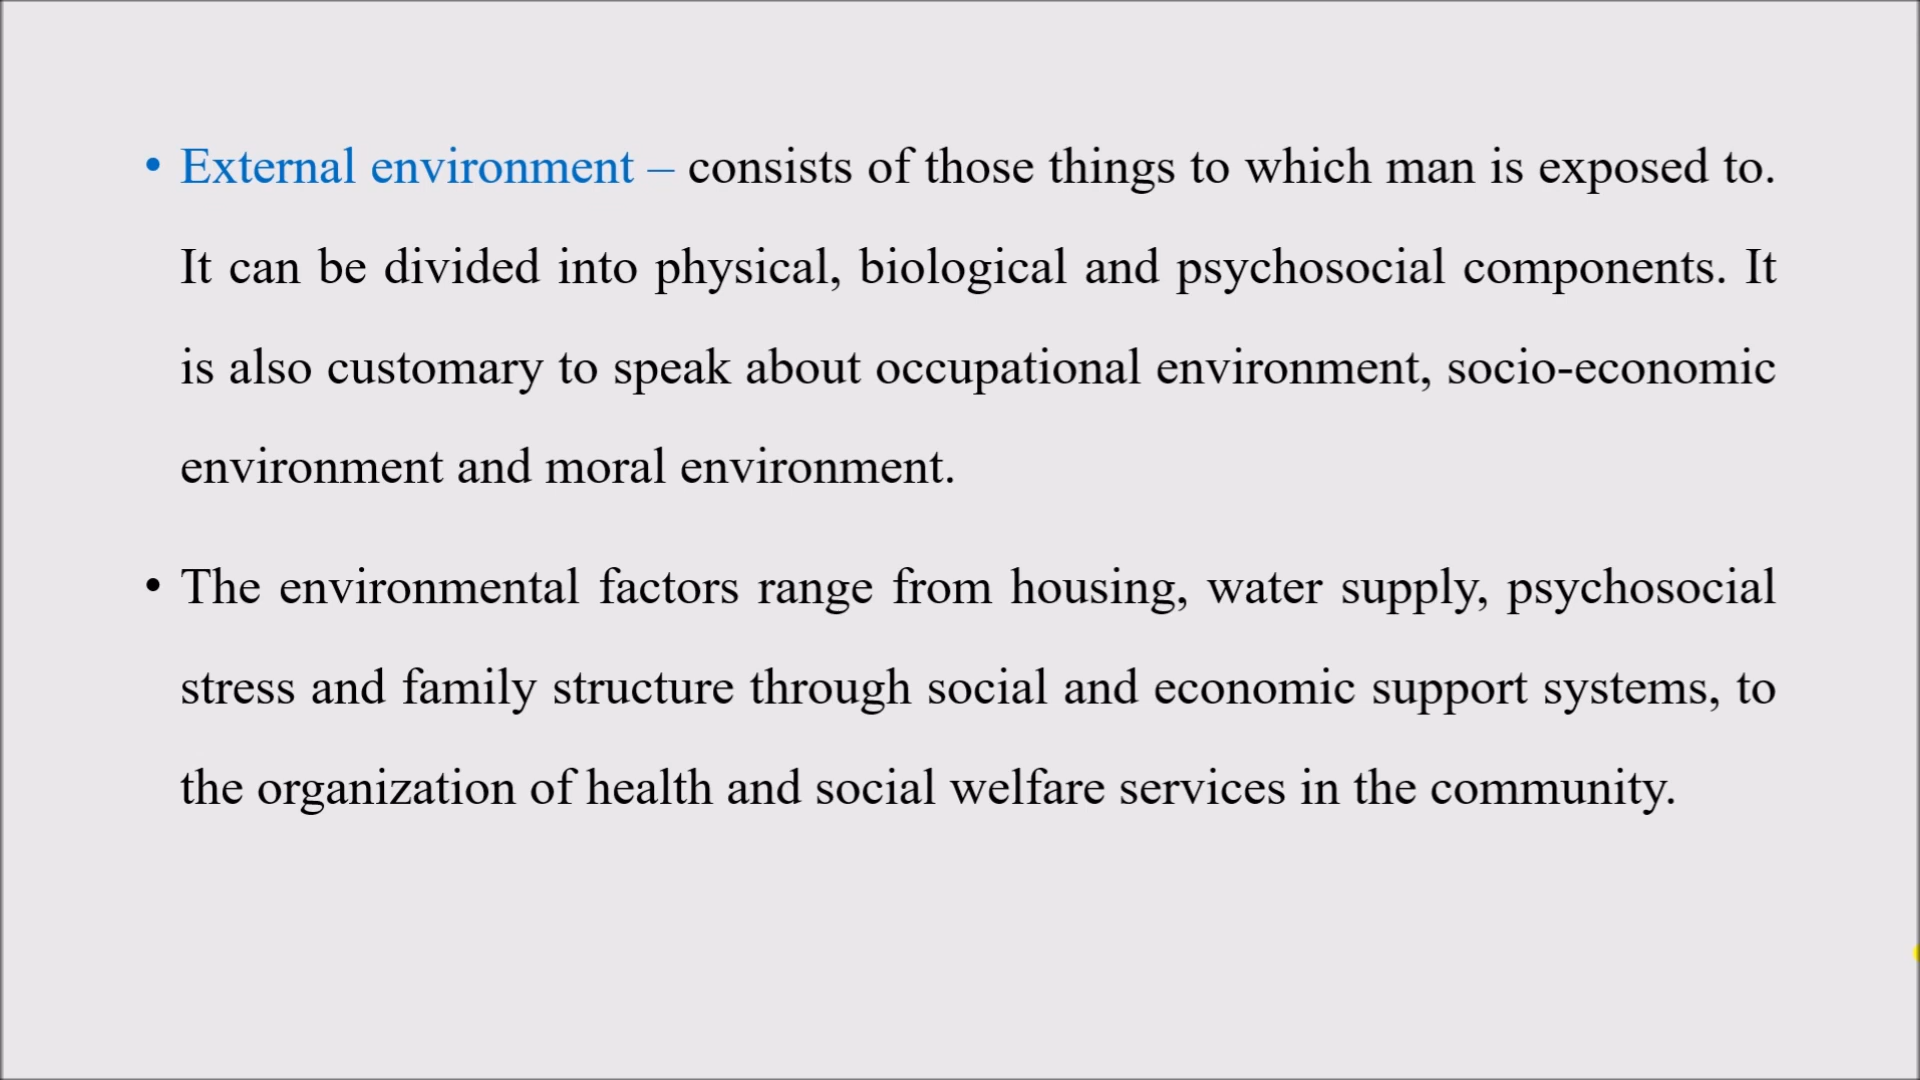 • External environment – consists of those things to which man is exposed to.
It can be divided into physical, biological and psychosocial components. It
is also customary to speak about occupational environment, socio-economic
environment and moral environment.
• The environmental factors range from housing, water supply, psychosocial
stress and family structure through social and economic support systems, to
the organization of health and social welfare services in the community.